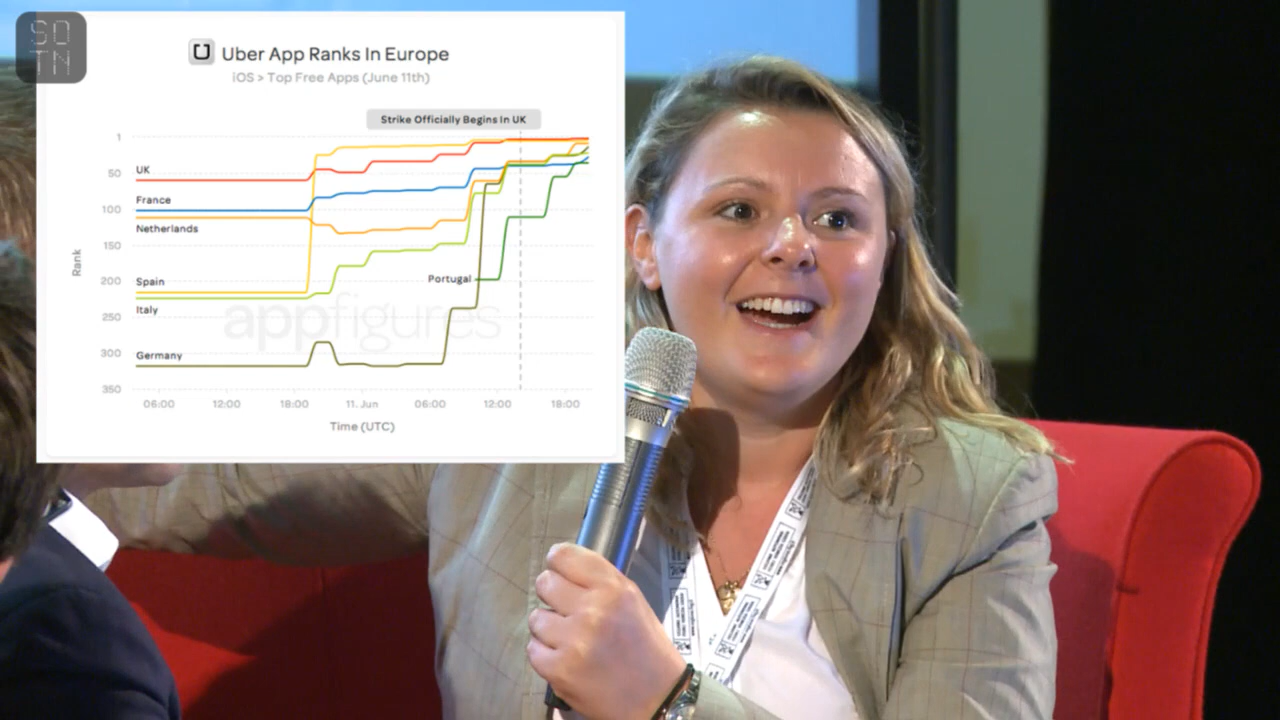 SD
TN
Uber App Ranks In Europe
iOS > Top Free Apps (June 11th)
Strike Officially Begins In UK
1
50
100
150
200
250
300
350
Rank
UK
France
Netherlands
Spain
Italy
Germany
Portugal
appfigures
06:00 12:00 18:00 11. Jun 06:00 12:00 18:00
Time (UTC)